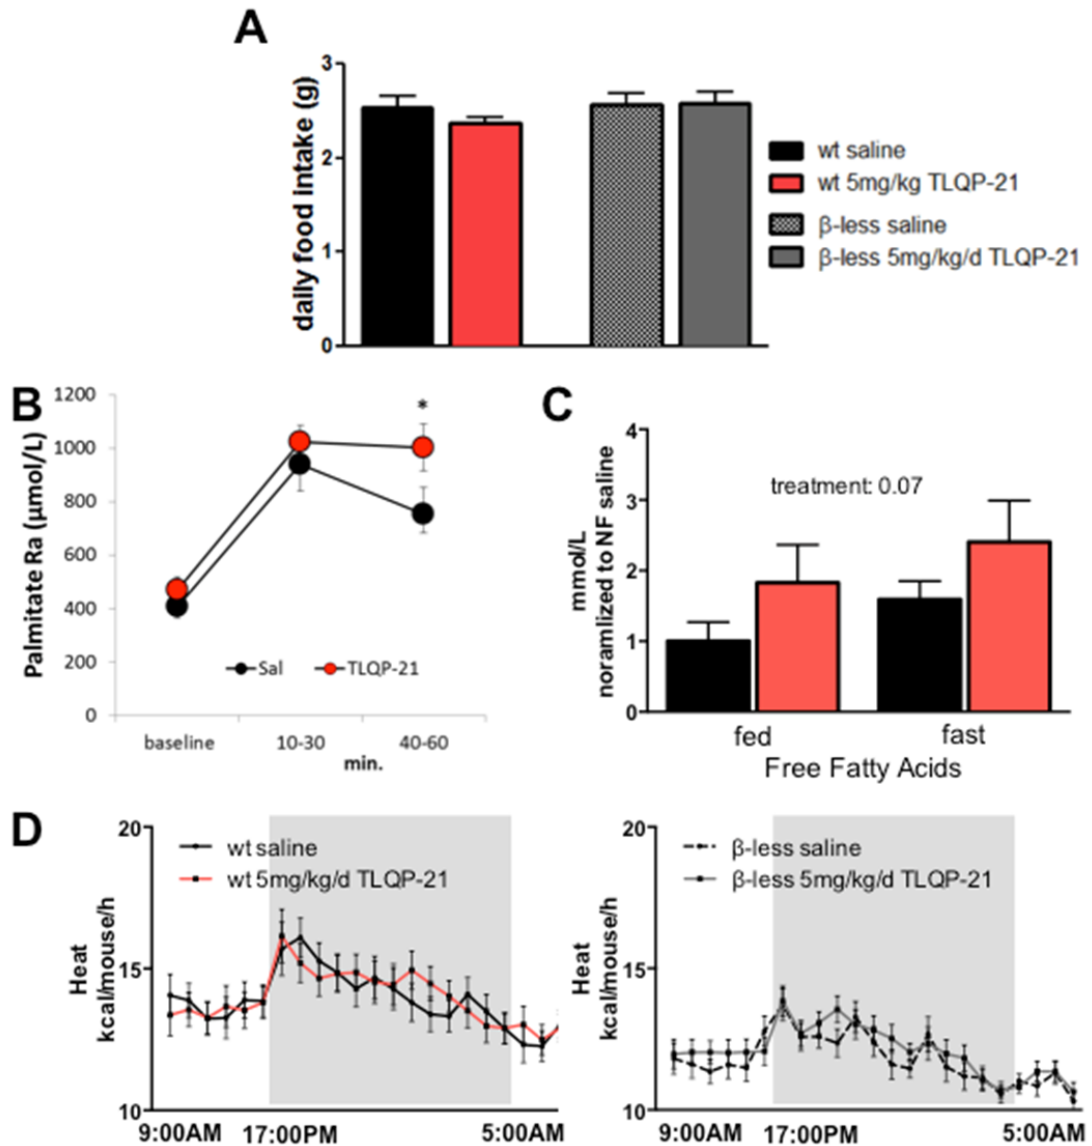 A
daily food intake (g)
3
2
1
0
wt saline
wt 5mg/kg TLQP-21
β-less saline
β-less 5mg/kg/d TLQP-21
B
Palmitate Ra (µmol/L)
1200
1000
800
600
400
200
0
*
Sal
TLQP-21
baseline
10-30
40-60
min.
C
mmol/L
noramlized to NF saline
4
3
2
1
0
treatment: 0.07
fed
fast
Free Fatty Acids
D
Heat
kcal/mouse/h
20
15
10
wt saline
wt 5mg/kg/d TLQP-21
9:00AM
17:00PM
5:00AM
Heat
kcal/mouse/h
20
15
10
β-less saline
β-less 5mg/kg/d TLQP-21
9:00AM
17:00PM
5:00AM